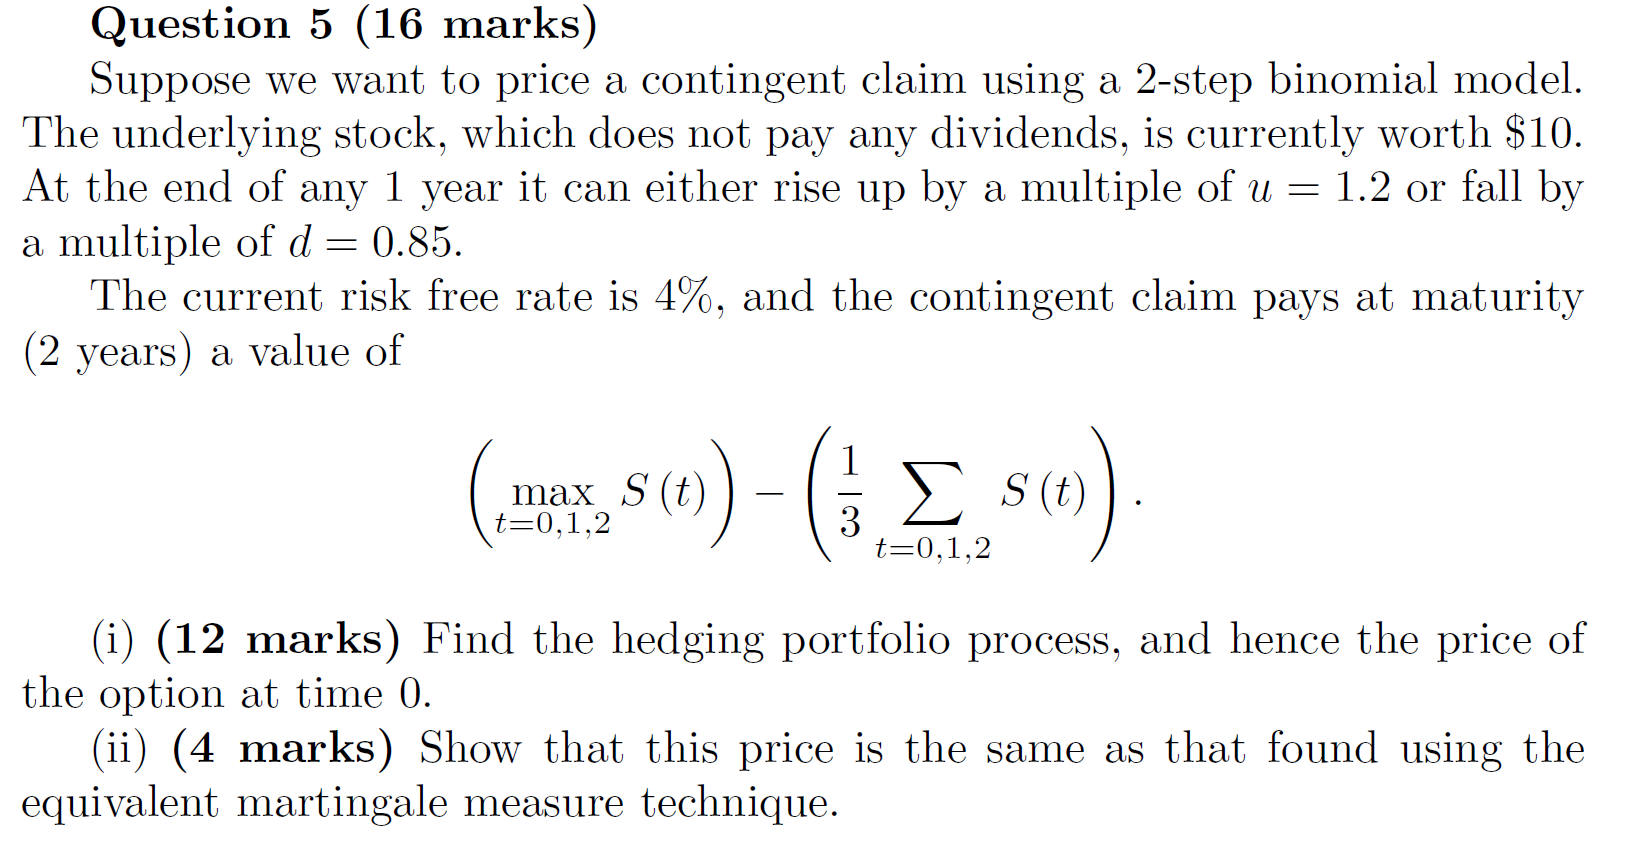 Question 5 (16 marks)
Suppose we want to price a contingent claim using a 2-step binomial model.
The underlying stock, which does not pay any dividends, is currently worth $10.
At the end of any 1 year it can either rise up by a multiple of u = 1.2 or fall by
a multiple of d = 0.85.
The current risk free rate is 4%, and the contingent claim pays at maturity
(2 years) a value of
( max_{t=0,1,2} S (t) ) − ( 1/3 ∑_{t=0,1,2} S (t) ) .
(i) (12 marks) Find the hedging portfolio process, and hence the price of
the option at time 0.
(ii) (4 marks) Show that this price is the same as that found using the
equivalent martingale measure technique.